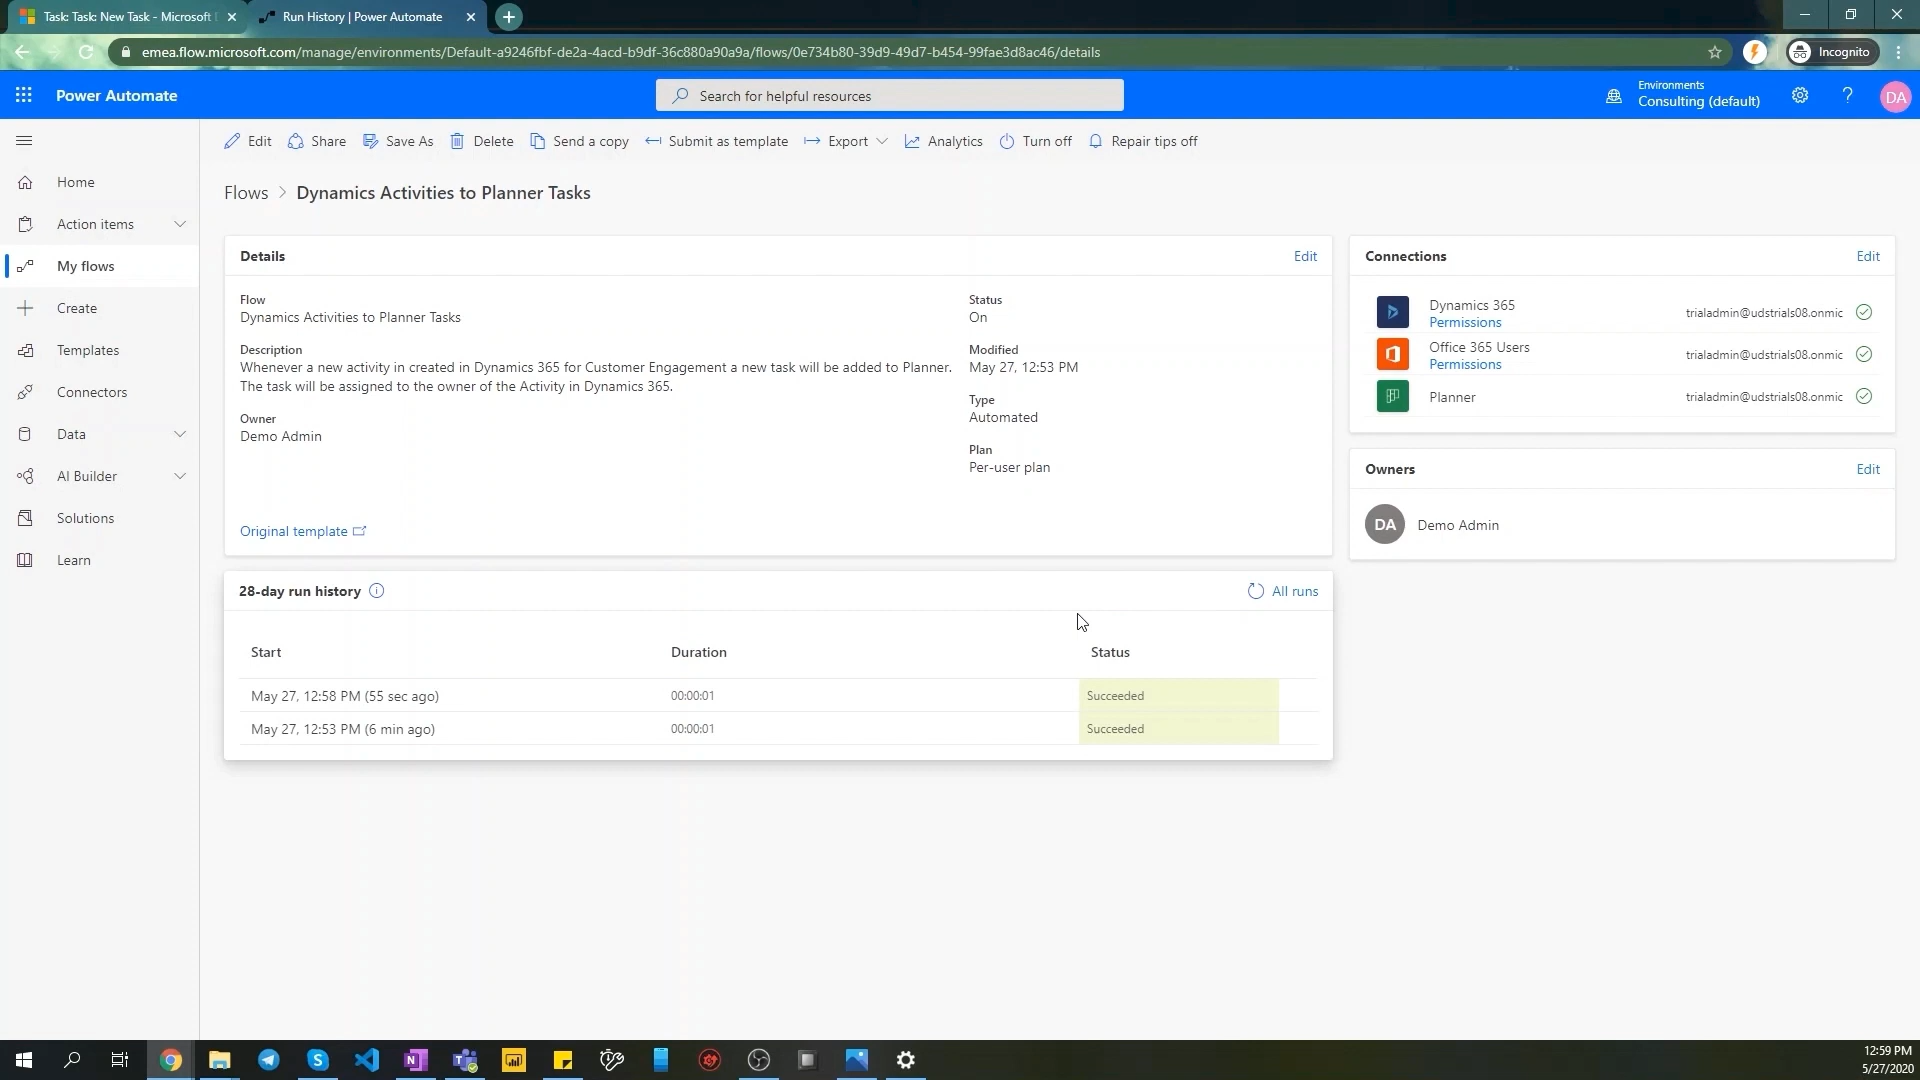 Task: Task: New Task - Microsoft
Run History | Power Automate
emea.flow.microsoft.com/manage/environments/Default-a9246fbf-de2a-4acd-b9df-36c880a90a9a/flows/0e734b80-39d9-49d7-b454-99fae3d8ac46/details
Incognito
Power Automate
Search for helpful resources
Environments
Consulting (default)
?
DA
Edit
Share
Save As
Delete
Send a copy
Submit as template
Export
Analytics
Turn off
Repair tips off
Home
Action items
My flows
Create
Templates
Connectors
Data
AI Builder
Solutions
Learn
Flows > Dynamics Activities to Planner Tasks
Details
Edit
Flow
Dynamics Activities to Planner Tasks
Description
Whenever a new activity in created in Dynamics 365 for Customer Engagement a new task will be added to Planner.
The task will be assigned to the owner of the Activity in Dynamics 365.
Owner
Demo Admin
Status
On
Modified
May 27, 12:53 PM
Type
Automated
Plan
Per-user plan
Original template
Connections
Edit
Dynamics 365
Permissions
trialadmin@udstrials08.onmic
Office 365 Users
Permissions
trialadmin@udstrials08.onmic
Planner
trialadmin@udstrials08.onmic
Owners
Edit
DA
Demo Admin
28-day run history
All runs
Start Duration Status
May 27, 12:58 PM (55 sec ago) 00:00:01 Succeeded
May 27, 12:53 PM (6 min ago) 00:00:01 Succeeded
12:59 PM
5/27/2020